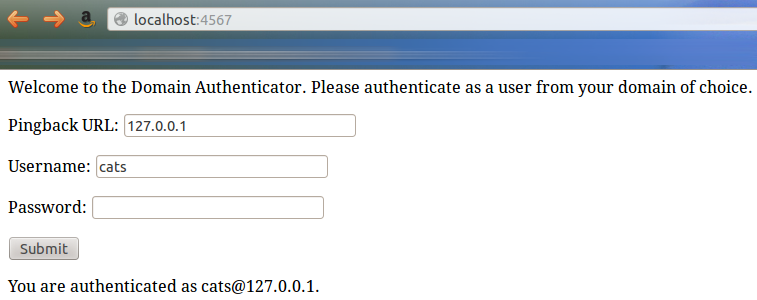 localhost:4567
Welcome to the Domain Authenticator. Please authenticate as a user from your domain of choice.
Pingback URL: 127.0.0.1
Username: cats
Password:
Submit
You are authenticated as cats@127.0.0.1.